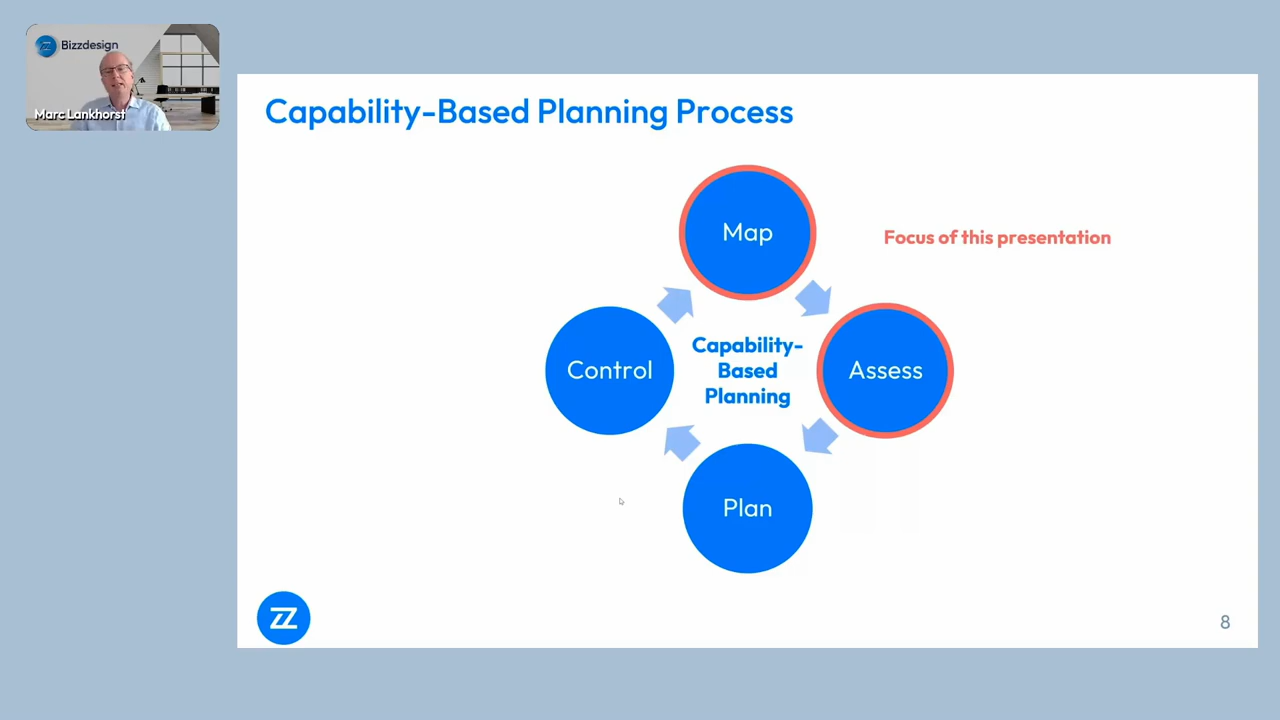 Bizzdesign
Marc Lankhorst
Capability-Based Planning Process
Map
Focus of this presentation
Capability-
Based
Planning
Control
Assess
Plan
8